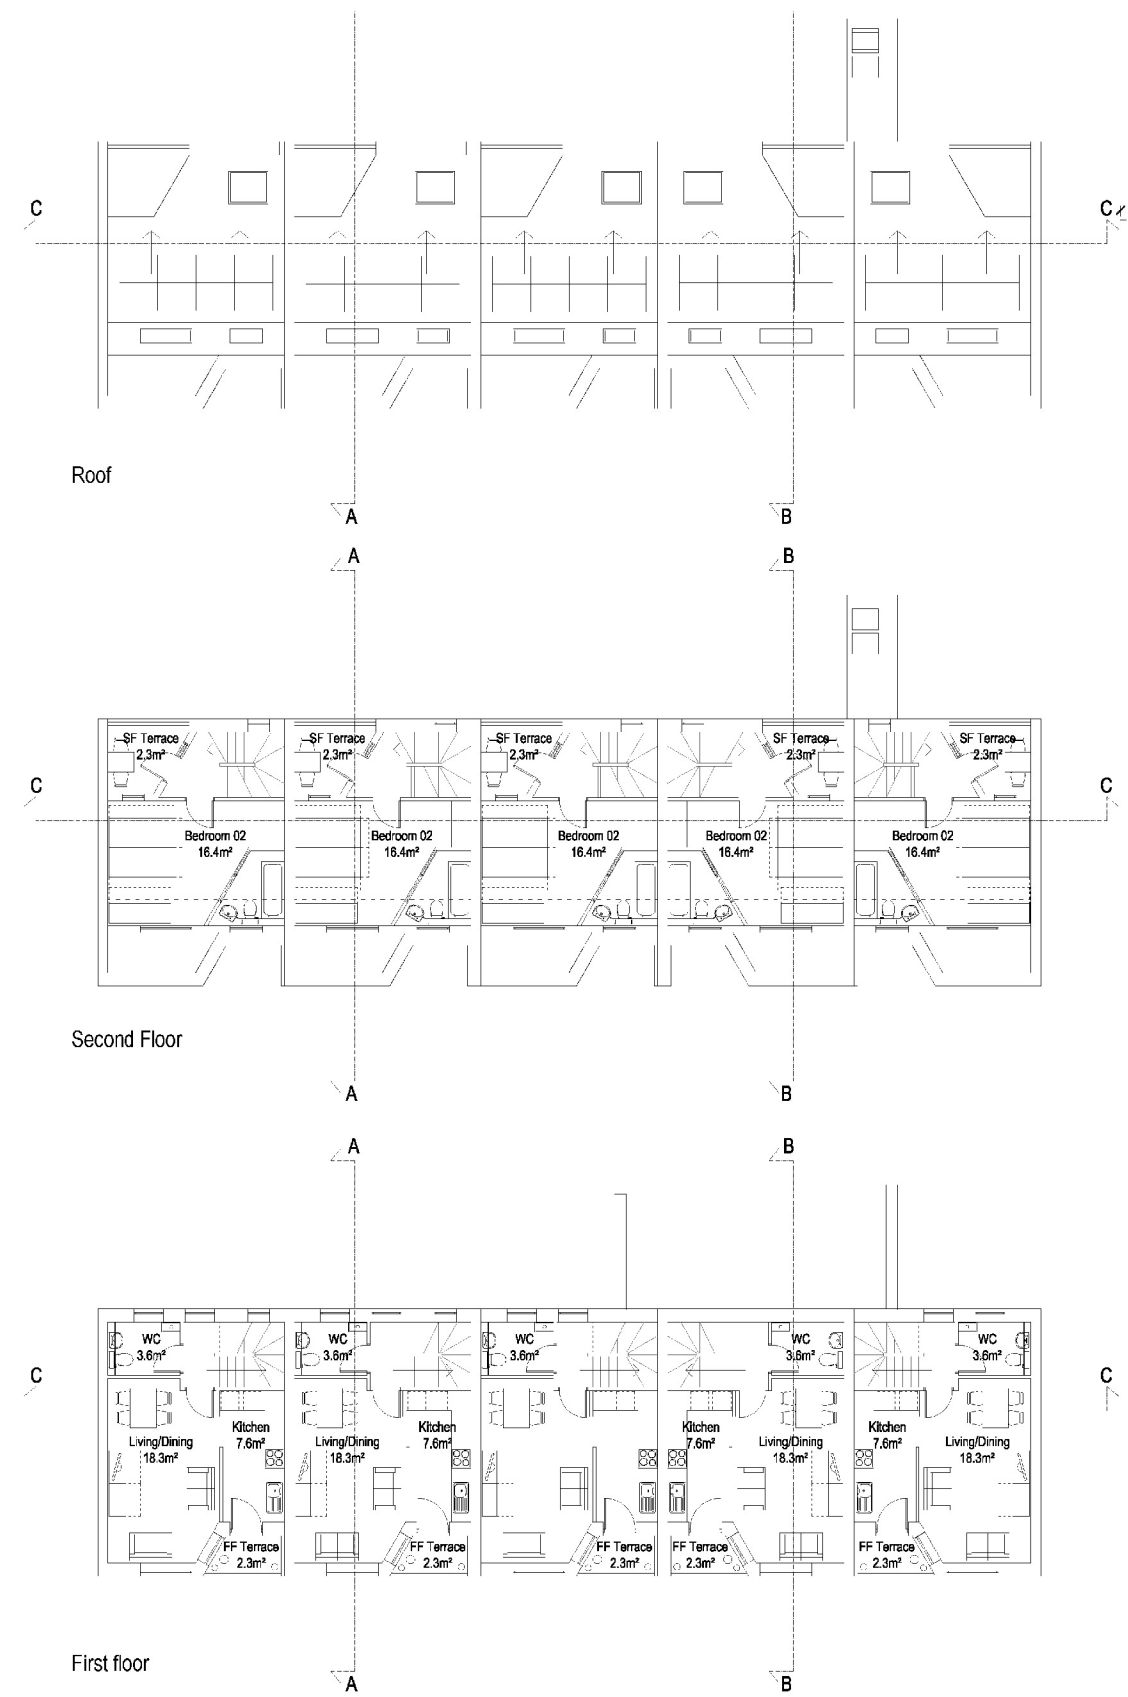 C
C
Roof
A
B
A
B
SF Terrace
2.3m²
SF Terrace
2.3m²
SF Terrace
2.3m²
SF Terrace
2.3m²
SF Terrace
2.3m²
C
C
Bedroom 02
16.4m²
Bedroom 02
16.4m²
Bedroom 02
16.4m²
Bedroom 02
16.4m²
Bedroom 02
16.4m²
Second Floor
A
B
A
B
WC
3.6m²
WC
3.6m²
WC
3.6m²
WC
3.6m²
WC
3.6m²
C
C
Living/Dining
18.3m²
Kitchen
7.6m²
Living/Dining
18.3m²
Kitchen
7.6m²
Kitchen
7.6m²
Living/Dining
18.3m²
Kitchen
7.6m²
Living/Dining
18.3m²
FF Terrace
2.3m²
FF Terrace
2.3m²
FF Terrace
2.3m²
FF Terrace
2.3m²
FF Terrace
2.3m²
First floor
A
B